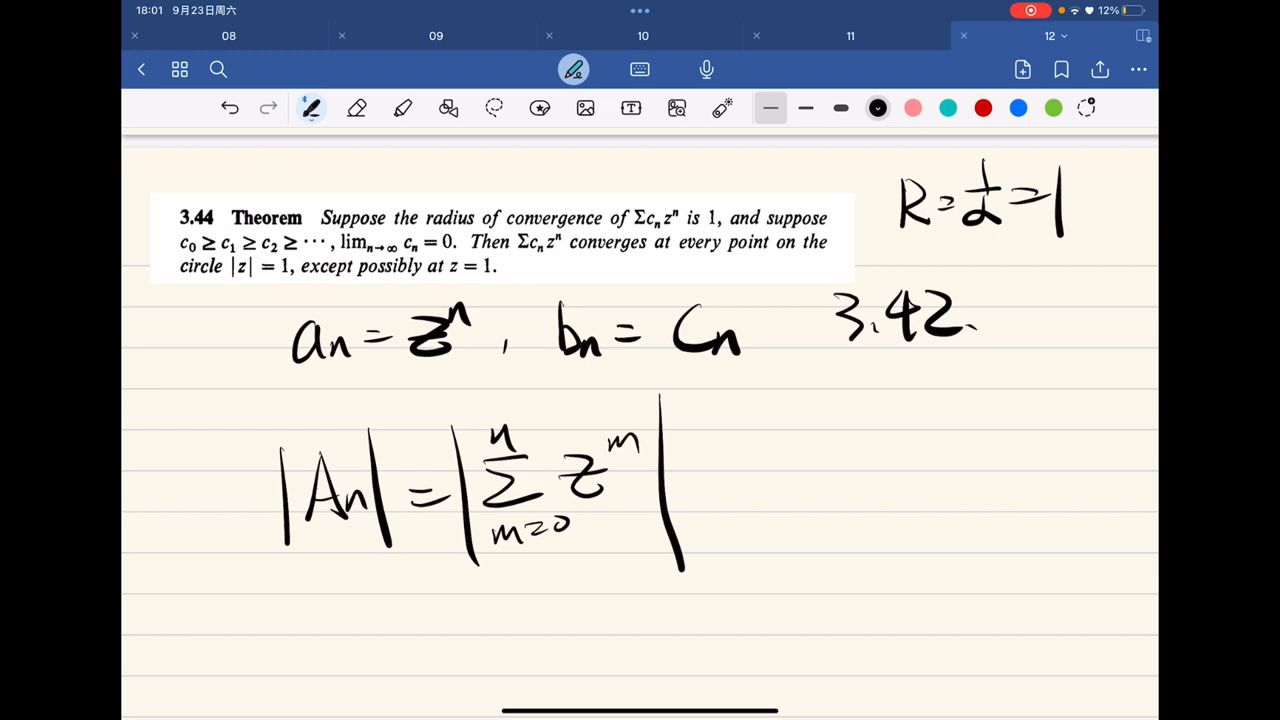 18:01 9月23日周六
12%
08 09 10 11 12
R = 1/α = 1
3.44 Theorem Suppose the radius of convergence of Σcₙzⁿ is 1, and suppose
c₀ ≥ c₁ ≥ c₂ ≥ ···, limₙ→∞ cₙ = 0. Then Σcₙzⁿ converges at every point on the
circle |z| = 1, except possibly at z = 1.
aₙ = zⁿ, bₙ = Cₙ 3.42.
|Aₙ| = |∑_{m=0}^{n} z^m|